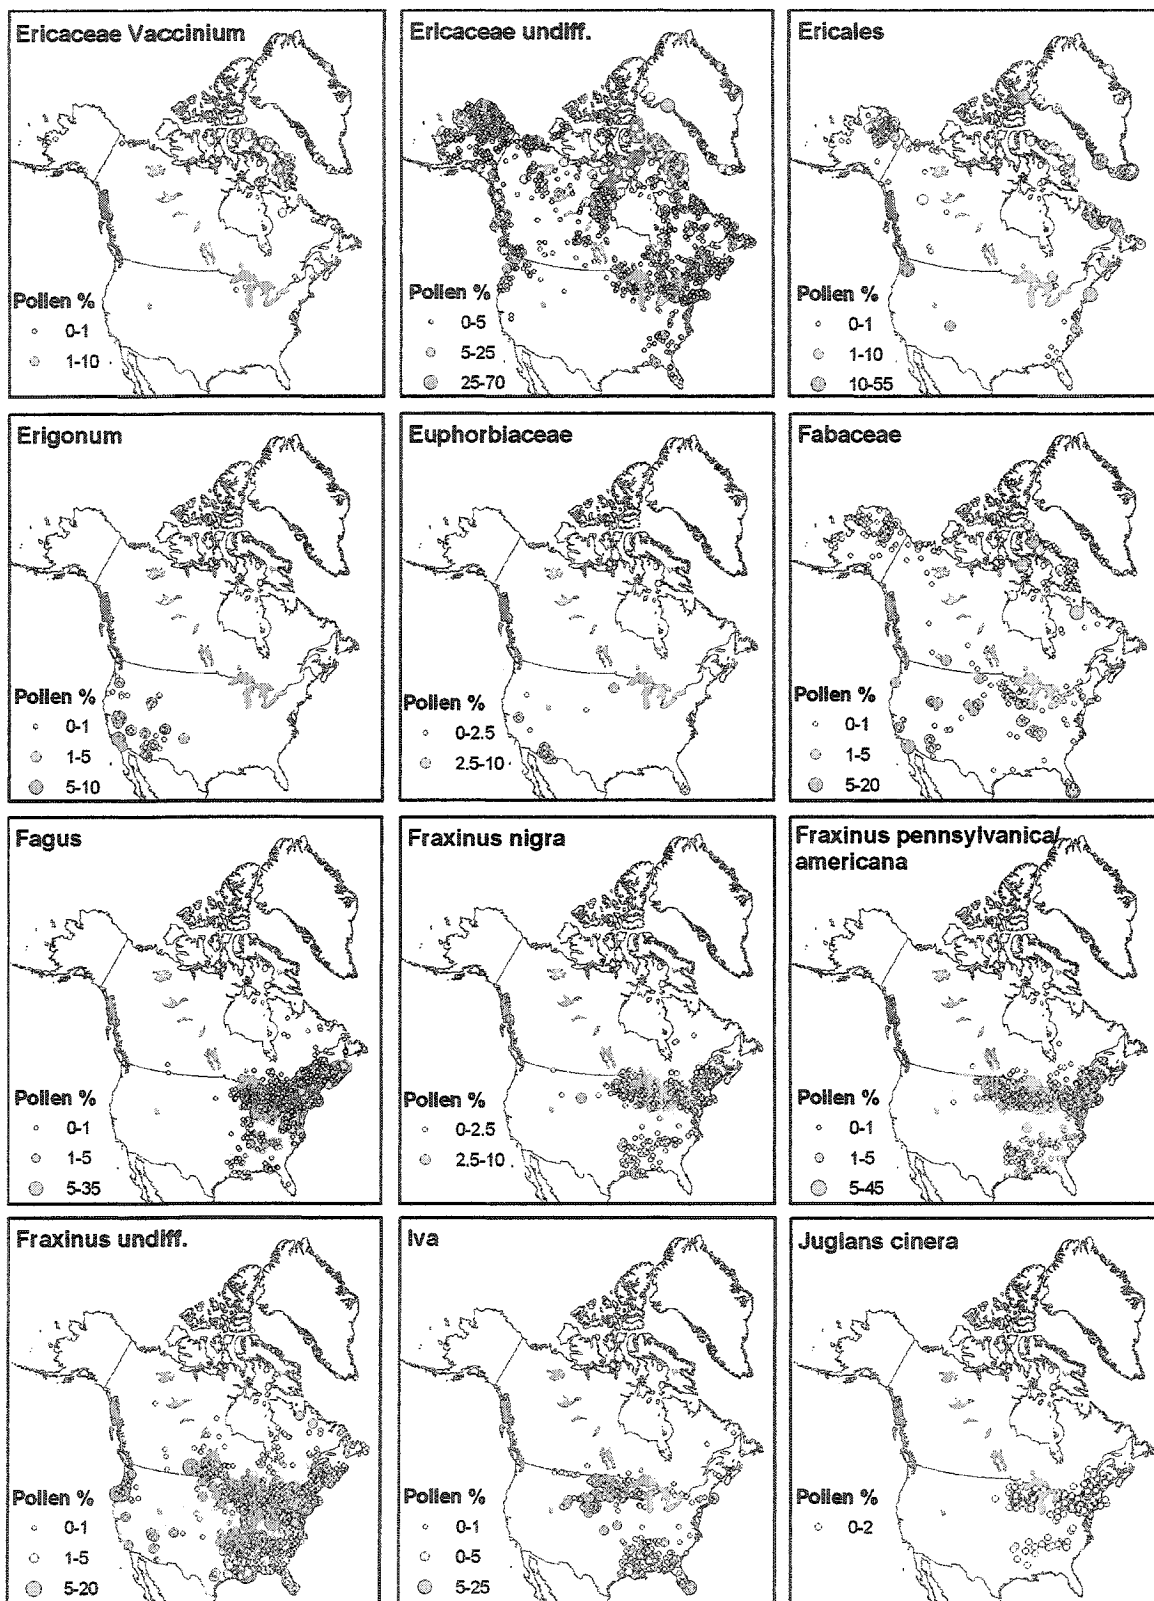 Ericaceae Vaccinium
Pollen %
0-1
1-10
Ericaceae undiff.
Pollen %
0-5
5-25
25-70
Ericales
Pollen %
0-1
1-10
10-55
Erigonum
Pollen %
0-1
1-5
5-10
Euphorbiaceae
Pollen %
0-2.5
2.5-10
Fabaceae
Pollen %
0-1
1-5
5-20
Fagus
Pollen %
0-1
1-5
5-35
Fraxinus nigra
Pollen %
0-2.5
2.5-10
Fraxinus pennsylvanica/
americana
Pollen %
0-1
1-5
5-45
Fraxinus undiff.
Pollen %
0-1
1-5
5-20
Iva
Pollen %
0-1
0-5
5-25
Juglans cinera
Pollen %
0-2